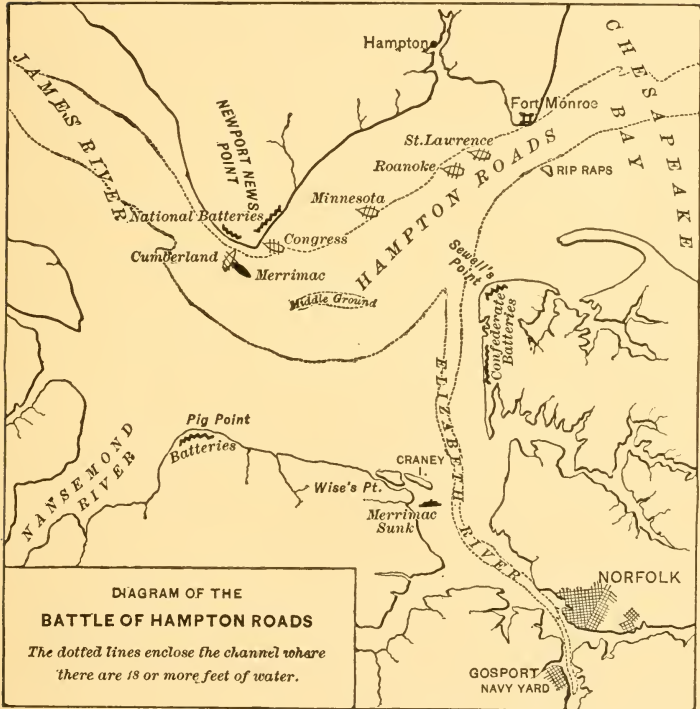 Hampton
CHESAPEAKE
BAY
JAMES RIVER
Fort Monroe
NEWPORT NEWS
POINT
St.Lawrence
Roanoke
HAMPTON ROADS
RIP RAPS
Minnesota
National Batteries
Congress
Cumberland
Merrimac
Sewell's
Point
Middle Ground
Confederate
Batteries
ELIZABETH RIVER
Pig Point
Batteries
NANSEMOND
RIVER
CRANEY
I.
Wise's Pt.
Merrimac
Sunk
NORFOLK
GOSPORT
NAVY YARD
DIAGRAM OF THE
BATTLE OF HAMPTON ROADS
The dotted lines enclose the channel where
there are 18 or more feet of water.